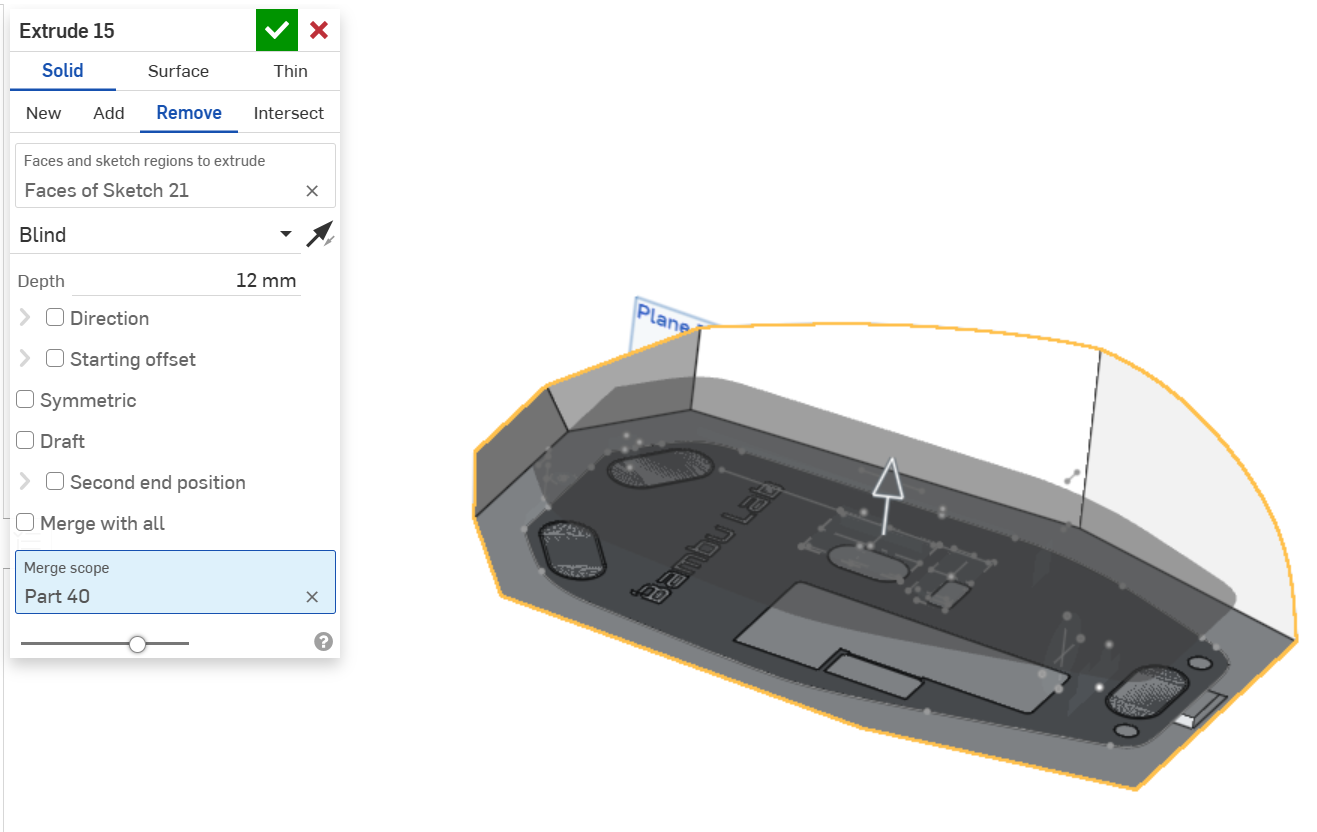 Extrude 15
Solid Surface Thin
New Add Remove Intersect
Faces and sketch regions to extrude
Faces of Sketch 21
Blind
Depth 12 mm
Direction
Starting offset
Symmetric
Draft
Second end position
Merge with all
Merge scope
Part 40
?
Plane
Bambu Lab